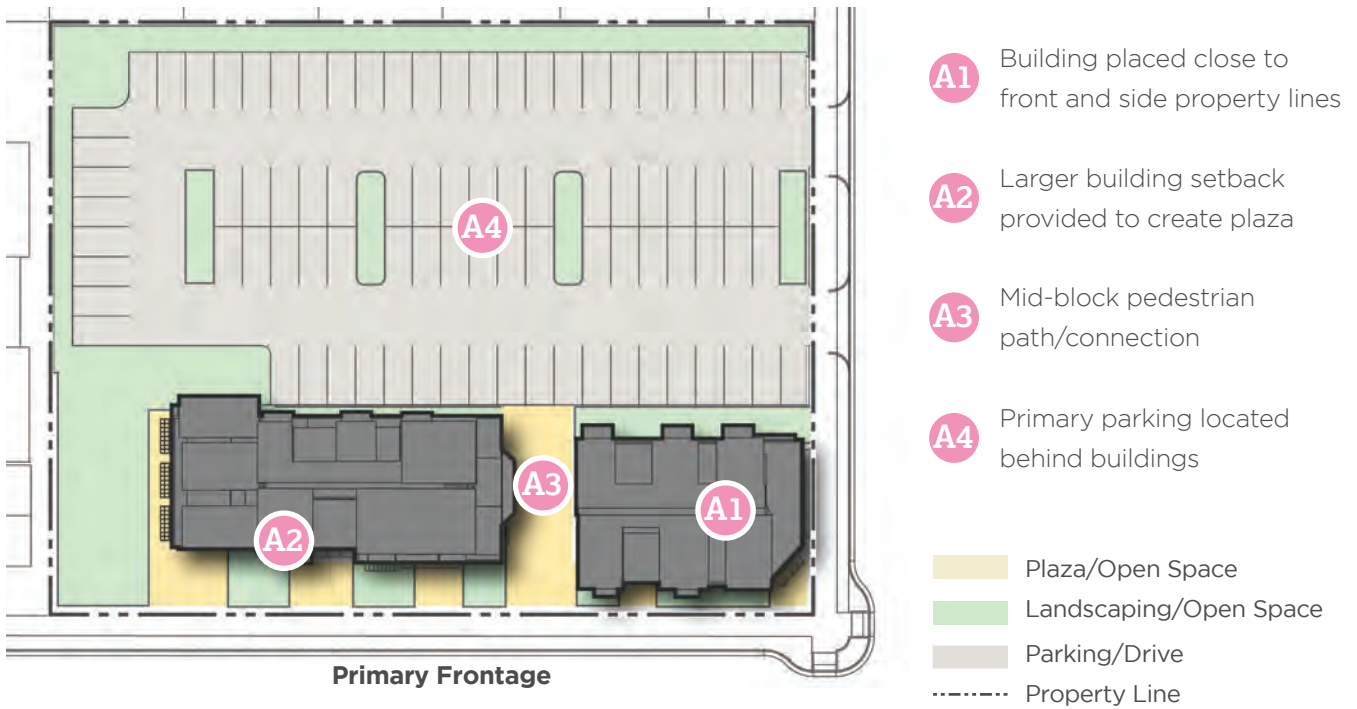 A1 Building placed close to
front and side property lines
A2 Larger building setback
provided to create plaza
A3 Mid-block pedestrian
path/connection
A4 Primary parking located
behind buildings
A4
A3
A1
A2
Plaza/Open Space
Landscaping/Open Space
Parking/Drive
Property Line
Primary Frontage